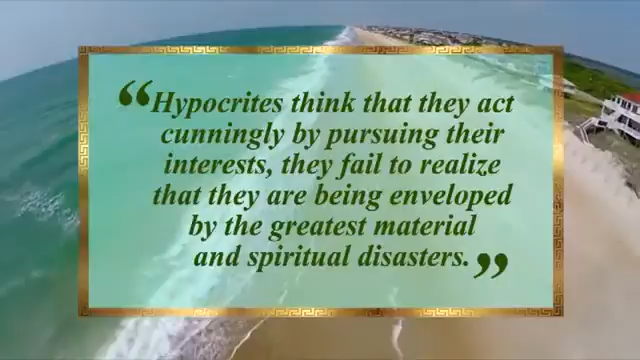 “Hypocrites think that they act
cunningly by pursuing their
interests, they fail to realize
that they are being enveloped
by the greatest material
and spiritual disasters.”